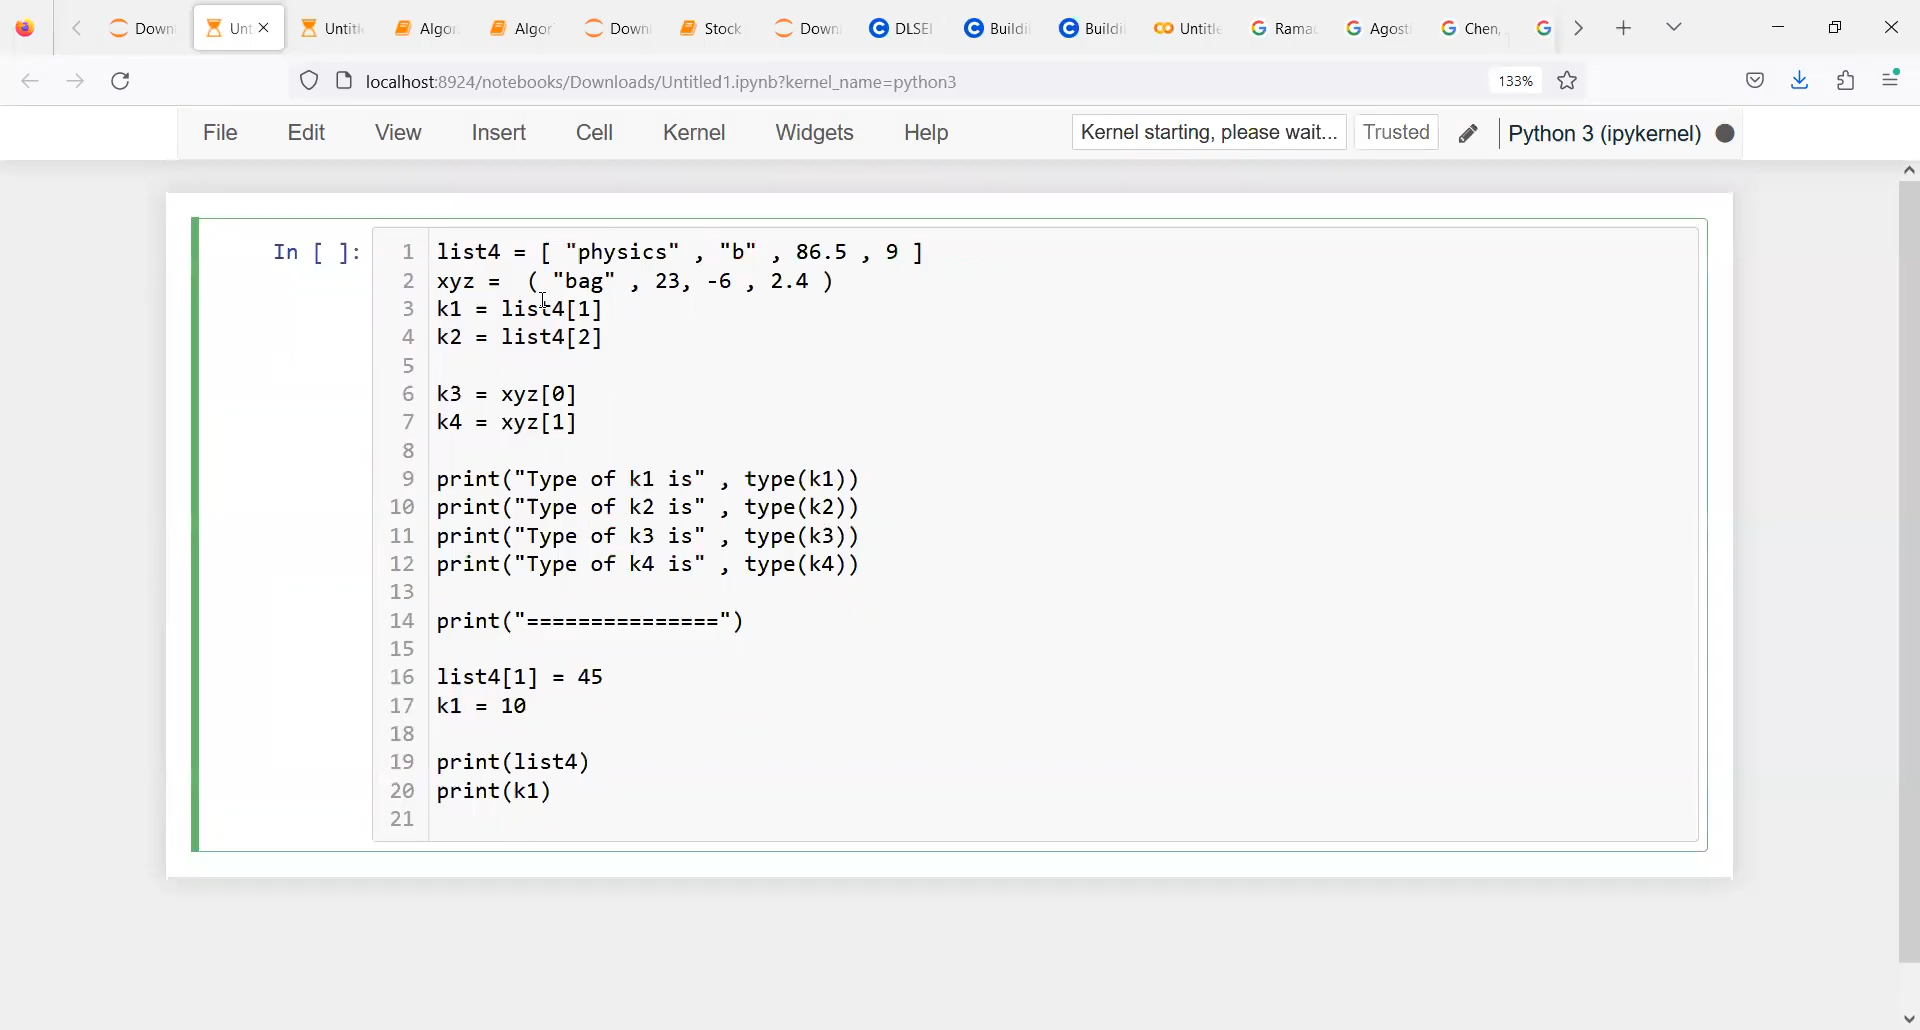 Down Unt Untitl Algor Algor Down Stock Down DLSEI Buildi Buildi Untitle Rama Agosti Chen,
localhost:8924/notebooks/Downloads/Untitled1.ipynb?kernel_name=python3 133%
File Edit View Insert Cell Kernel Widgets Help Kernel starting, please wait... Trusted Python 3 (ipykernel)
In [ ]: 1 list4 = [ "physics" , "b" , 86.5 , 9 ]
2 xyz =  ( "bag" , 23, -6 , 2.4 )
3 k1 = list4[1]
4 k2 = list4[2]
5
6 k3 = xyz[0]
7 k4 = xyz[1]
8
9 print("Type of k1 is" , type(k1))
10 print("Type of k2 is" , type(k2))
11 print("Type of k3 is" , type(k3))
12 print("Type of k4 is" , type(k4))
13
14 print("===============")
15
16 list4[1] = 45
17 k1 = 10
18
19 print(list4)
20 print(k1)
21